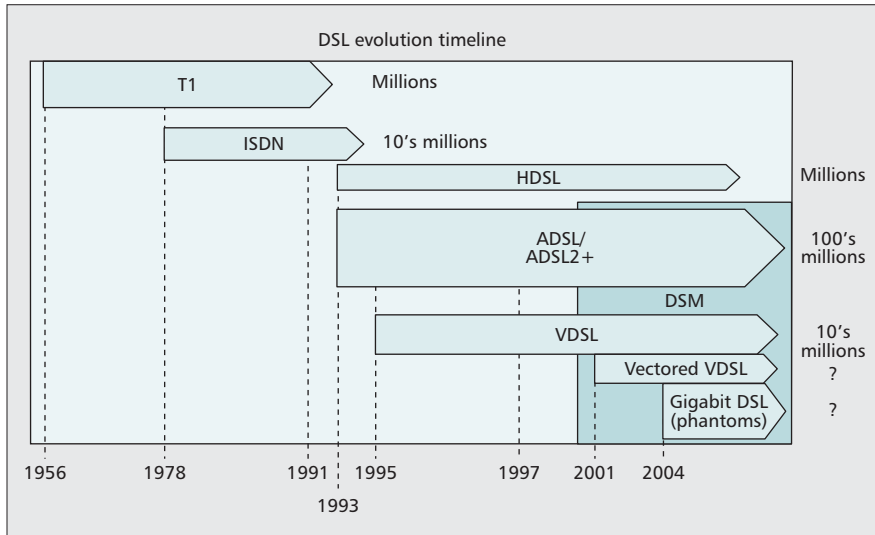 DSL evolution timeline
T1
Millions
ISDN
10's millions
HDSL
Millions
ADSL/
ADSL2+
100's
millions
DSM
VDSL
10's
millions
Vectored VDSL
?
Gigabit DSL
(phantoms)
?
1956
1978
1991
1995
1997
2001
2004
1993